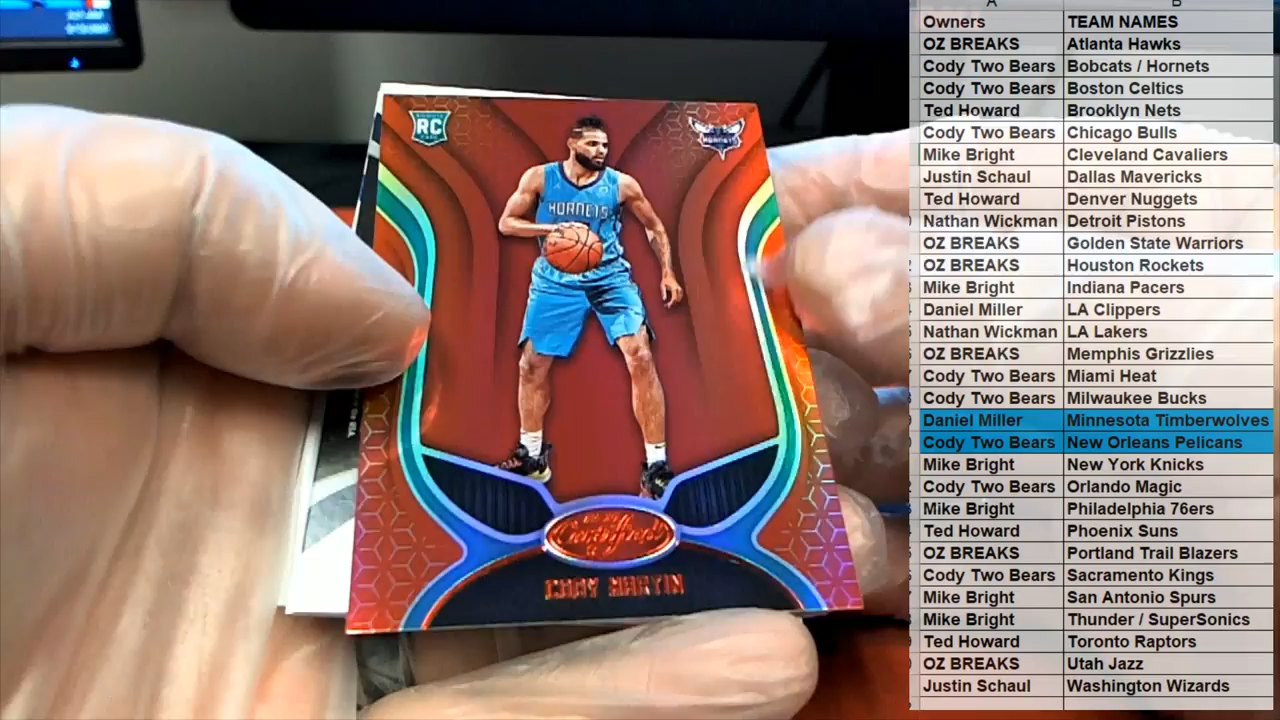 A B
Owners TEAM NAMES
OZ BREAKS Atlanta Hawks
Cody Two Bears Bobcats / Hornets
Cody Two Bears Boston Celtics
Ted Howard Brooklyn Nets
Cody Two Bears Chicago Bulls
Mike Bright Cleveland Cavaliers
Justin Schaul Dallas Mavericks
Ted Howard Denver Nuggets
Nathan Wickman Detroit Pistons
OZ BREAKS Golden State Warriors
OZ BREAKS Houston Rockets
Mike Bright Indiana Pacers
Daniel Miller LA Clippers
Nathan Wickman LA Lakers
OZ BREAKS Memphis Grizzlies
Cody Two Bears Miami Heat
Cody Two Bears Milwaukee Bucks
Daniel Miller Minnesota Timberwolves
Cody Two Bears New Orleans Pelicans
Mike Bright New York Knicks
Cody Two Bears Orlando Magic
Mike Bright Philadelphia 76ers
Ted Howard Phoenix Suns
OZ BREAKS Portland Trail Blazers
Cody Two Bears Sacramento Kings
Mike Bright San Antonio Spurs
Mike Bright Thunder / SuperSonics
Ted Howard Toronto Raptors
OZ BREAKS Utah Jazz
Justin Schaul Washington Wizards
RC
HORNETS
HORNETS
Certified
CODY MARTIN